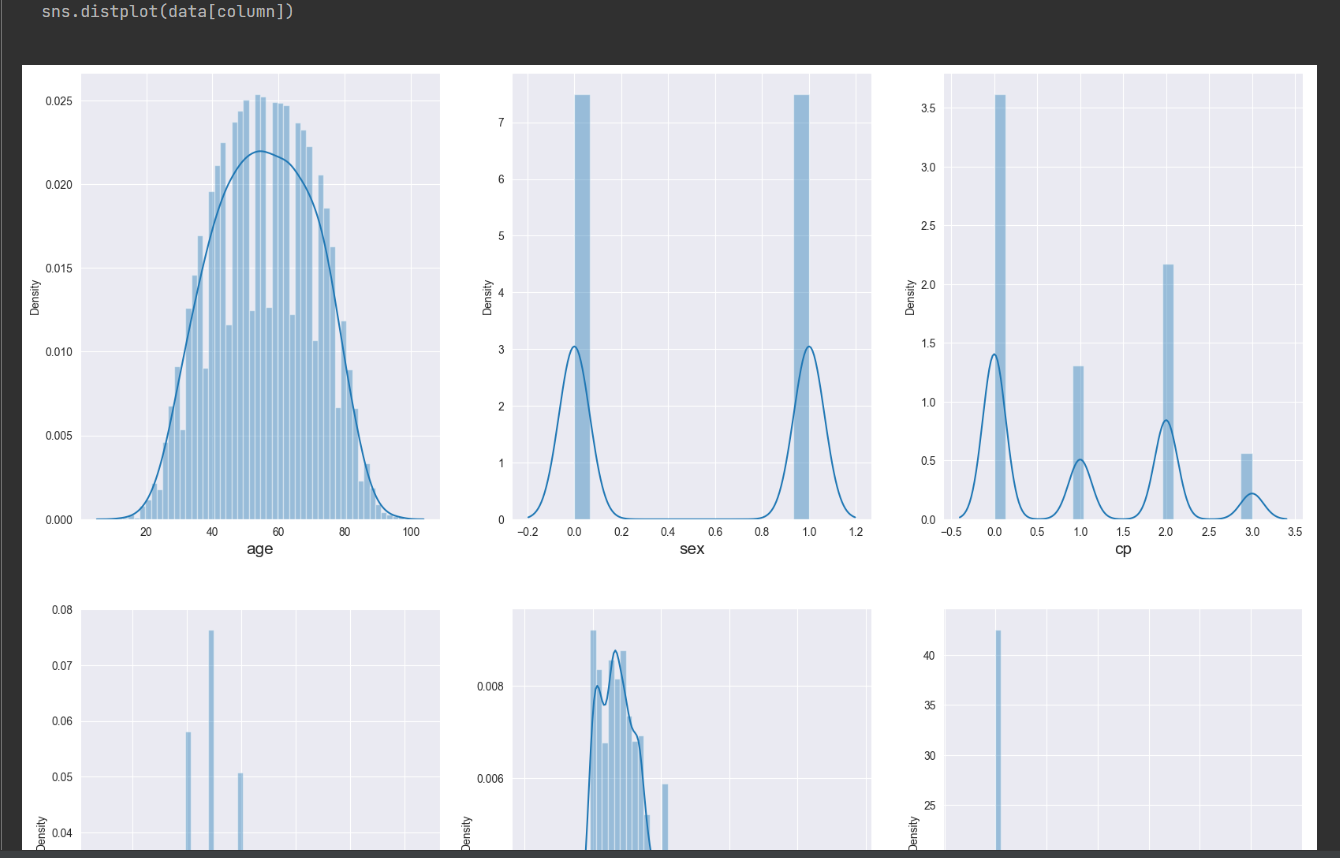 sns.distplot(data[column])
0.025
0.020
0.015
0.010
0.005
0.000
Density
20 40 60 80 100
age
7
6
5
4
3
2
1
0
Density
−0.2 0.0 0.2 0.4 0.6 0.8 1.0 1.2
sex
3.5
3.0
2.5
2.0
1.5
1.0
0.5
0.0
Density
−0.5 0.0 0.5 1.0 1.5 2.0 2.5 3.0 3.5
cp
0.08
0.07
0.06
0.05
0.04
Density
0.008
0.006
Density
40
35
30
25
Density